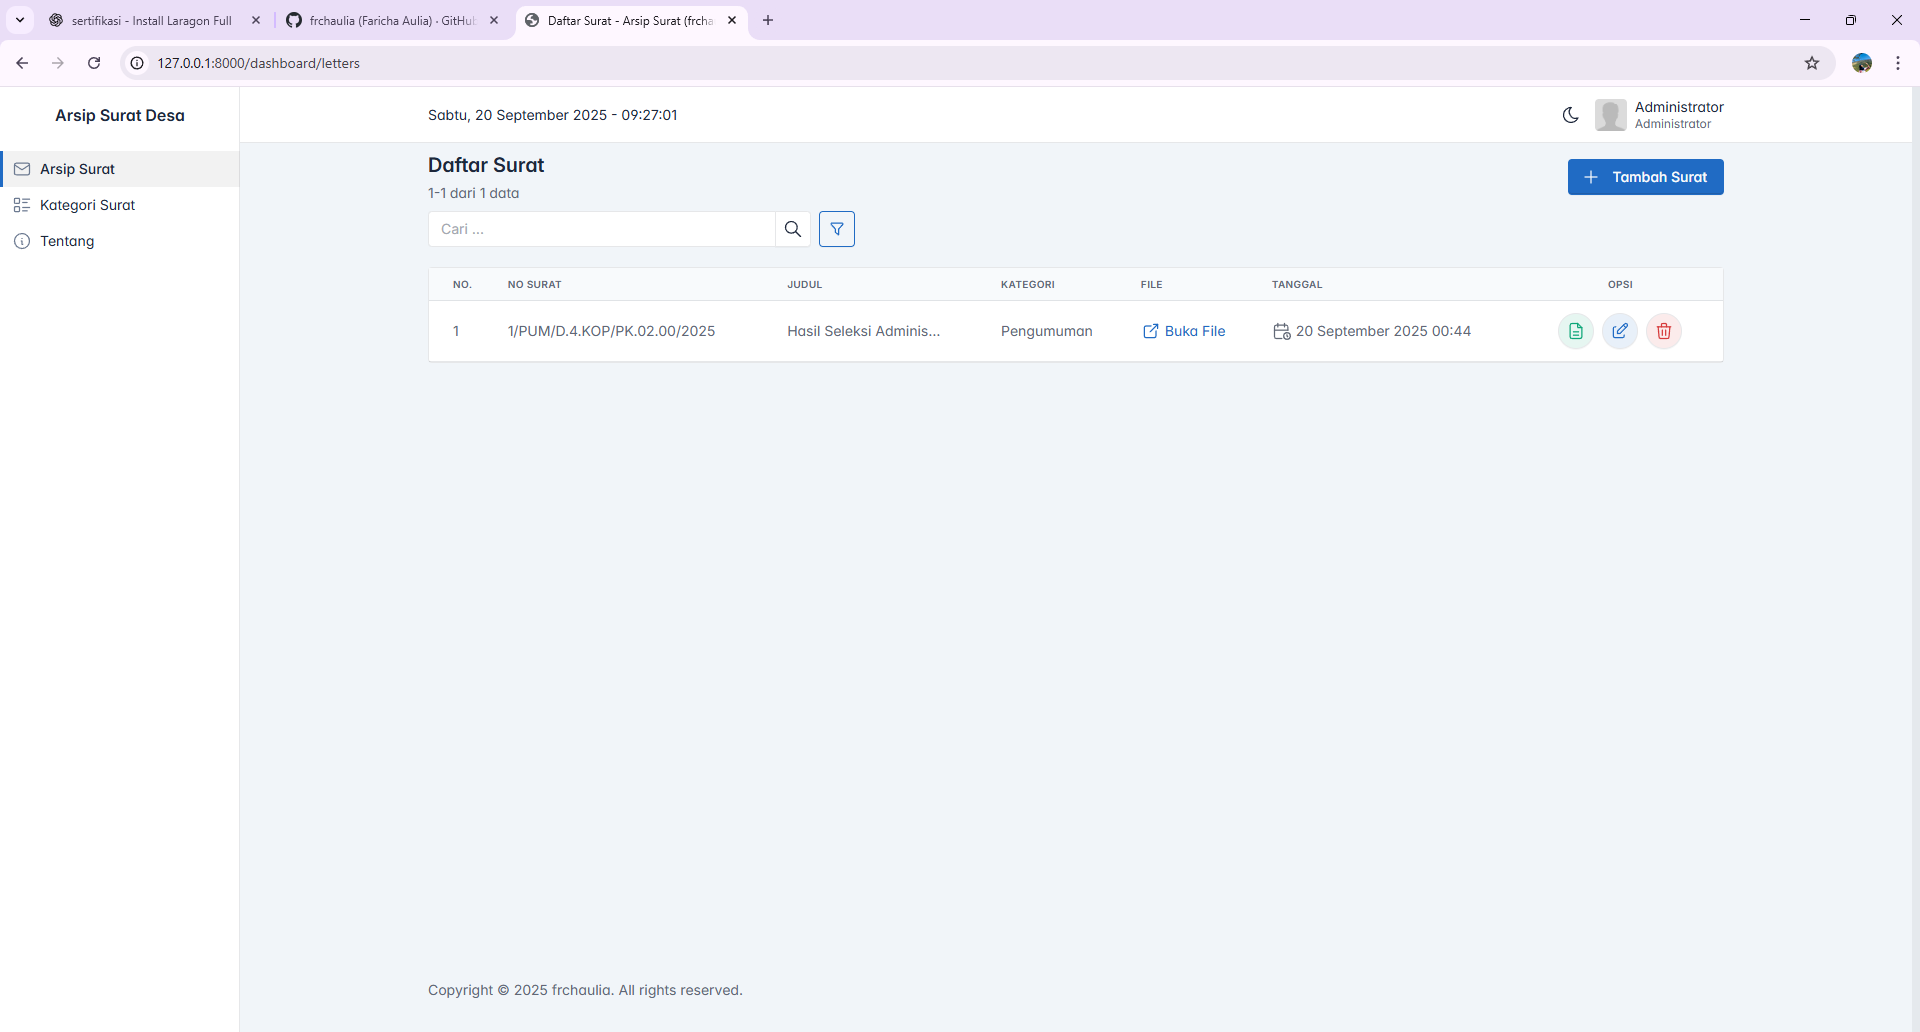 sertifikasi - Install Laragon Full
frchaulia (Faricha Aulia) · GitHub
Daftar Surat - Arsip Surat (frcha
127.0.0.1:8000/dashboard/letters
Arsip Surat Desa
Sabtu, 20 September 2025 - 09:27:01
Administrator
Administrator
Arsip Surat
Kategori Surat
Tentang
Daftar Surat
1-1 dari 1 data
Tambah Surat
Cari ...
NO. NO SURAT JUDUL KATEGORI FILE TANGGAL OPSI
1 1/PUM/D.4.KOP/PK.02.00/2025 Hasil Seleksi Adminis... Pengumuman Buka File 20 September 2025 00:44
Copyright © 2025 frchaulia. All rights reserved.